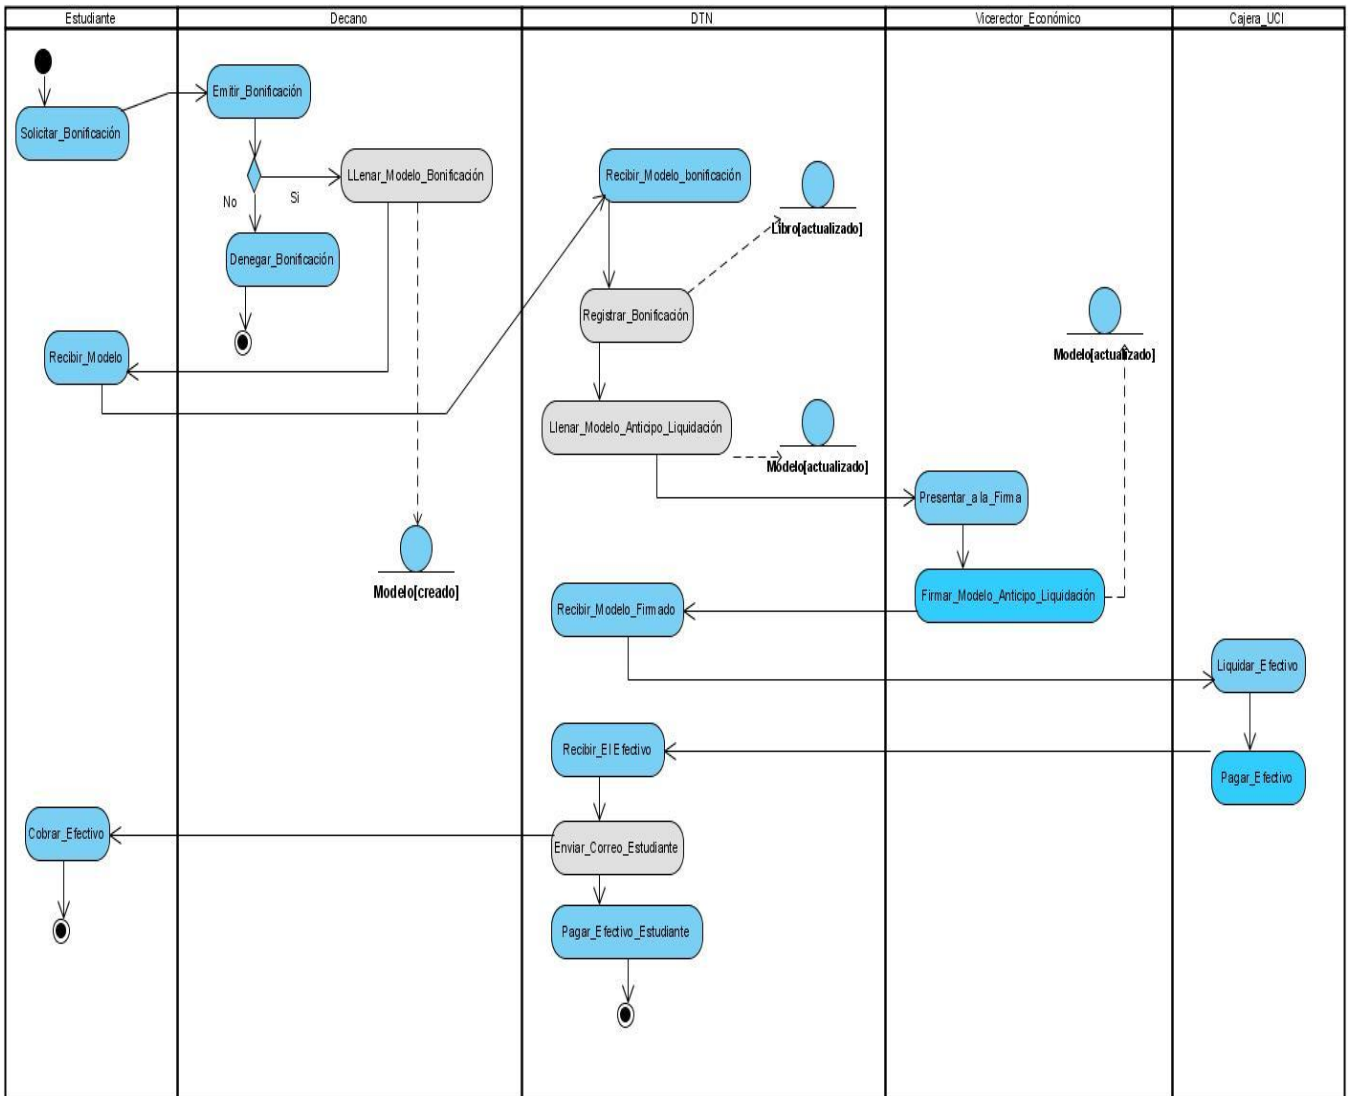 Estudiante
Decano
DTN
Vicerector_Económico
Cajera_UCI
Emitir_Bonificación
Solicitar_Bonificación
LLenar_Modelo_Bonificación
Recibir_Modelo_bonificación
No
Si
Libro[actualizado]
Denegar_Bonificación
Registrar_Bonificación
Recibir_Modelo
Modelo[actualizado]
Llenar_Modelo_Anticipo_Liquidación
Modelo[actualizado]
Presentar_a la_Firma
Modelo[creado]
Firmar_Modelo_Anticipo_Liquidación
Recibir_Modelo_Firmado
Liquidar_Efectivo
Recibir_El Efectivo
Pagar_Efectivo
Cobrar_Efectivo
Enviar_Correo_Estudiante
Pagar_Efectivo_Estudiante